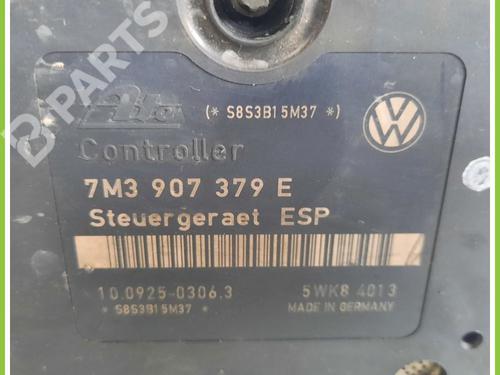 Ate (* S8S3B15M37 *)
Controller
7M3 907 379 E
Steuergeraet ESP
10.0925-0306.3 5WK8 4013
* S8S3B15M37 * MADE IN GERMANY
B-PARTS